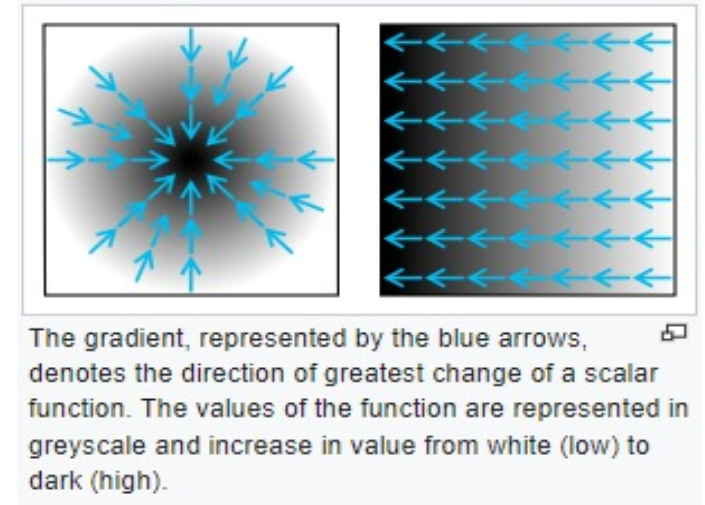 The gradient, represented by the blue arrows,
denotes the direction of greatest change of a scalar
function. The values of the function are represented in
greyscale and increase in value from white (low) to
dark (high).